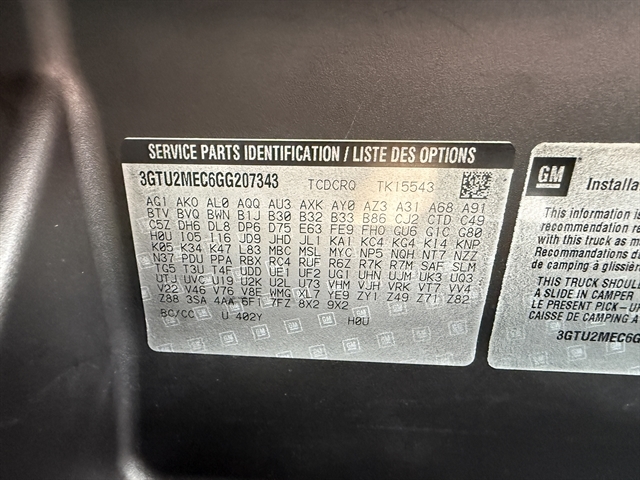 SERVICE PARTS IDENTIFICATION / LISTE DES OPTIONS
3GTU2MEC6GG207343 TCDCRQ TK15543
AG1 AKO AL0 AQQ AU3 AXK AY0 AZ3 A31 A68 A91
BTV BVQ BWN B1J B30 B32 B33 B86 CJ2 CTD C49
C5Z DH6 DL8 DP6 D75 E63 FE9 FHO GU6 G1C G80
H0U IO5 I16 JD9 JHD JL1 KA1 KC4 KG4 KI4 KNP
K05 K34 K47 L83 MBC MSL MYC NP5 NQH NT7 NZZ
N37 PDU PPA RBX RC4 RUF R6Z R7K R7M SAF SLM
TG5 T3U T4F UDD UE1 UF2 UG1 UHN UJM UK3 UQ3
UTJ UVC U19 U2K U2L U73 VHM VJH VRK VT7 VV4
V22 V46 V76 V8E WMG XL7 YE9 ZY1 Z49 Z71 Z82
Z88 3SA 4AA 6F1 7FZ 8X2 9X2
BC/CC U 402Y H0U
GM
Installa
This information
with this truck as m
Recommandations d
de camping à glissièr
THIS TRUCK SHOULD
A SLIDE IN CAMPER
LE PRESENT PICK-U
CAISSE DE CAMPING A
3GTU2MEC6G